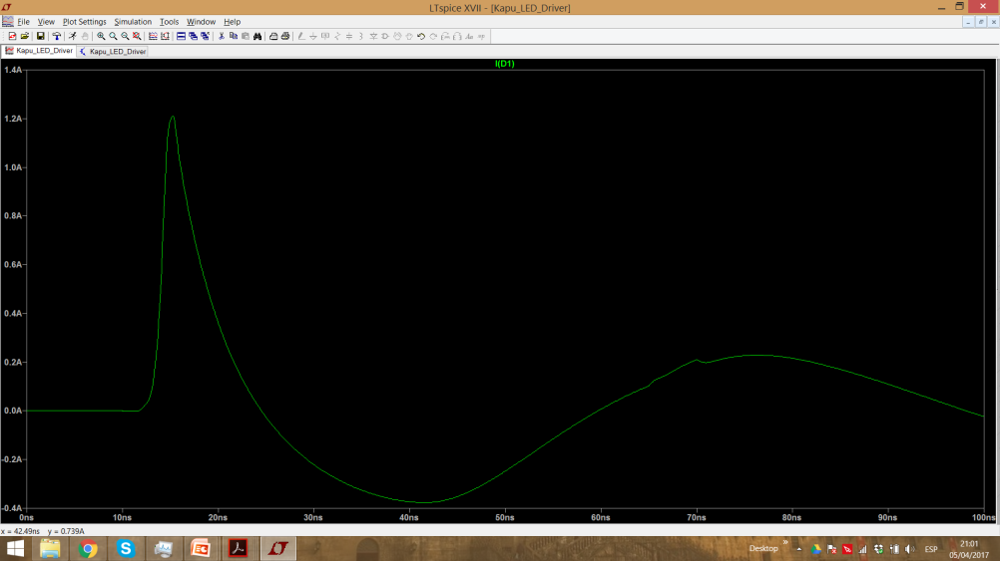 LTspice XVII - [Kapu_LED_Driver]
File View Plot Settings Simulation Tools Window Help
Kapu_LED_Driver Kapu_LED_Driver
I(D1)
1.4A
1.2A
1.0A
0.8A
0.6A
0.4A
0.2A
0.0A
-0.2A
-0.4A
0ns 10ns 20ns 30ns 40ns 50ns 60ns 70ns 80ns 90ns 100ns
x = 42.49ns y = 0.739A
Desktop » ESP 21:01
05/04/2017